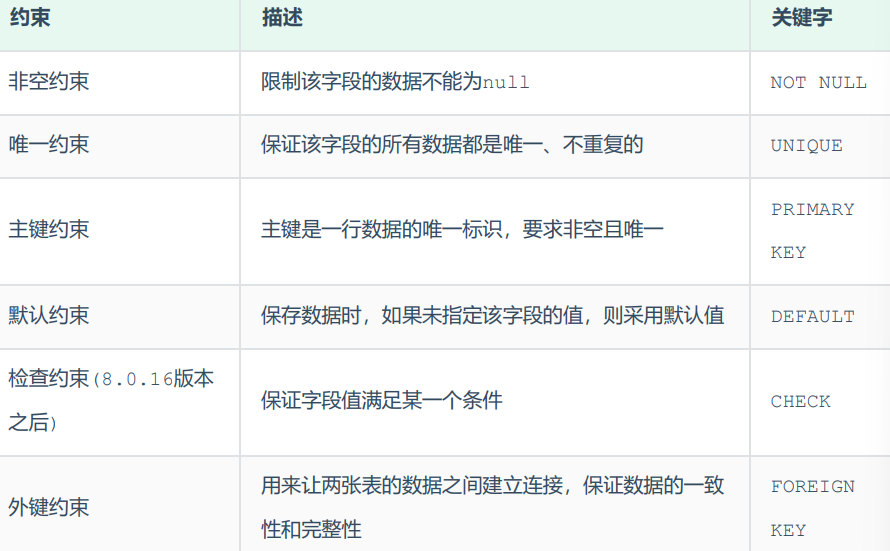 约束 描述 关键字
非空约束 限制该字段的数据不能为null NOT NULL
唯一约束 保证该字段的所有数据都是唯一、不重复的 UNIQUE
主键约束 主键是一行数据的唯一标识，要求非空且唯一 PRIMARY
KEY
默认约束 保存数据时，如果未指定该字段的值，则采用默认值 DEFAULT
检查约束(8.0.16版本
之后) 保证字段值满足某一个条件 CHECK
外键约束 用来让两张表的数据之间建立连接，保证数据的一致
性和完整性 FOREIGN
KEY